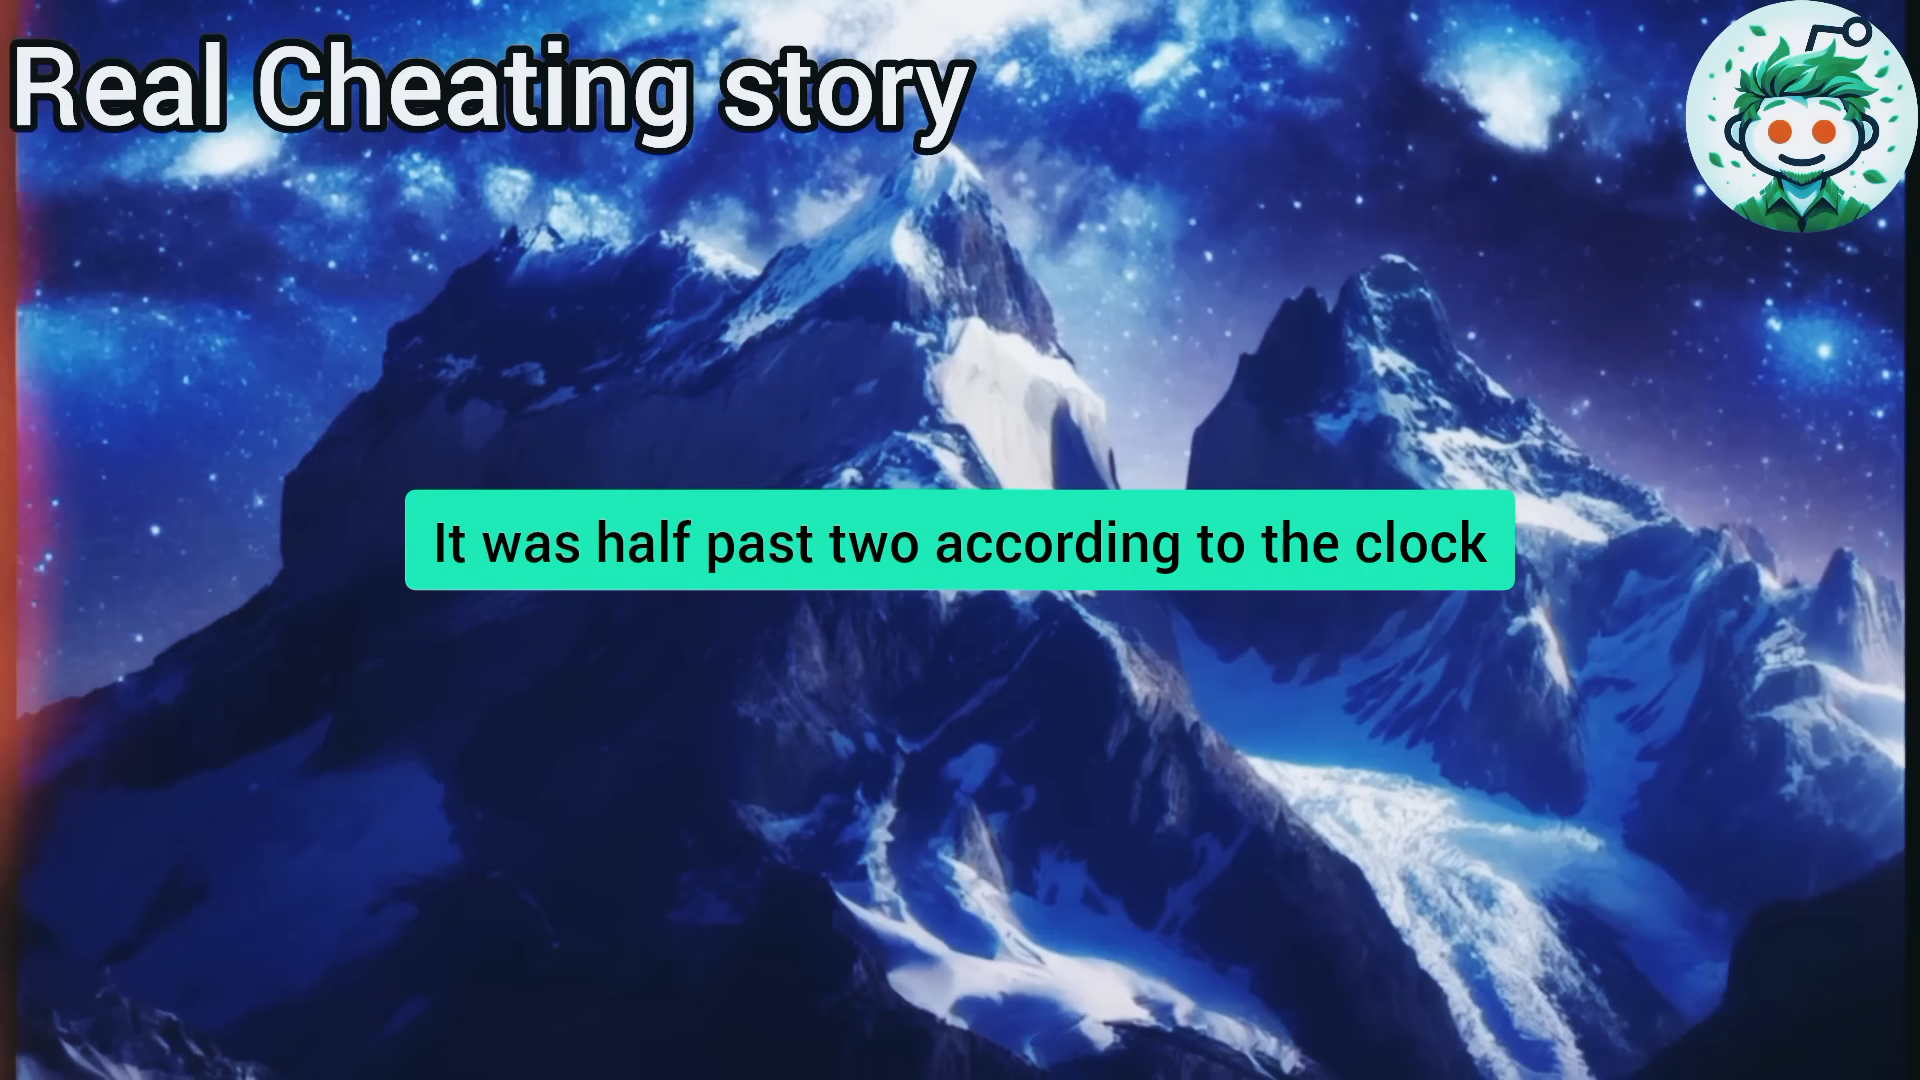 Real Cheating story
It was half past two according to the clock